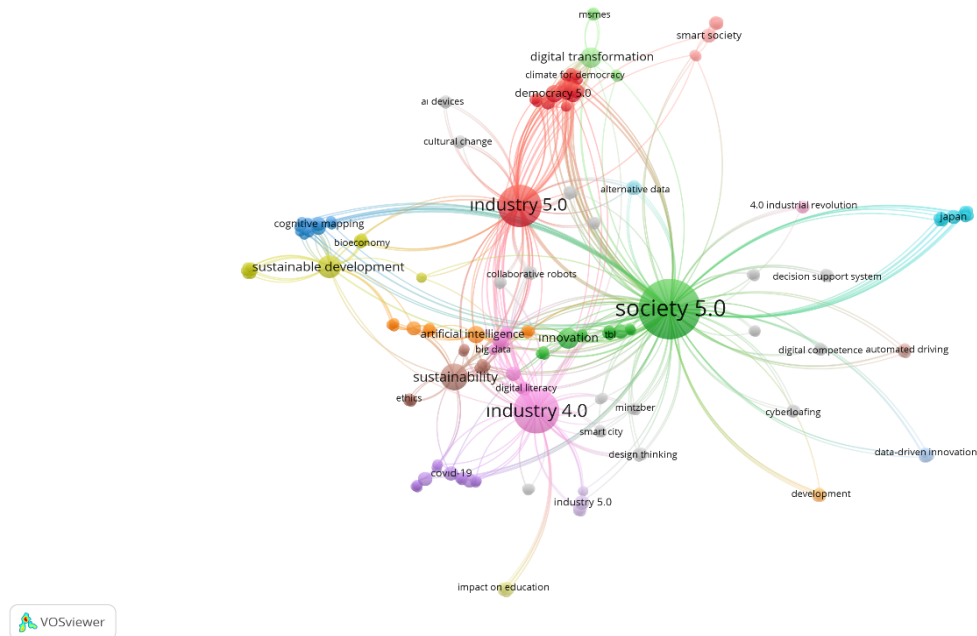 msmes
smart society
digital transformation
climate for democracy
democracy 5.0
ai devices
cultural change
alternative data
industry 5.0
4.0 industrial revolution
japan
cognitive mapping
bioeconomy
sustainable development
collaborative robots
decision support system
society 5.0
artificial intelligence
innovation
tbl
big data
digital competence
automated driving
sustainability
digital literacy
ethics
industry 4.0
mintzber
cyberloafing
smart city
design thinking
data-driven innovation
covid-19
industry 5.0
development
impact on education
VOSviewer